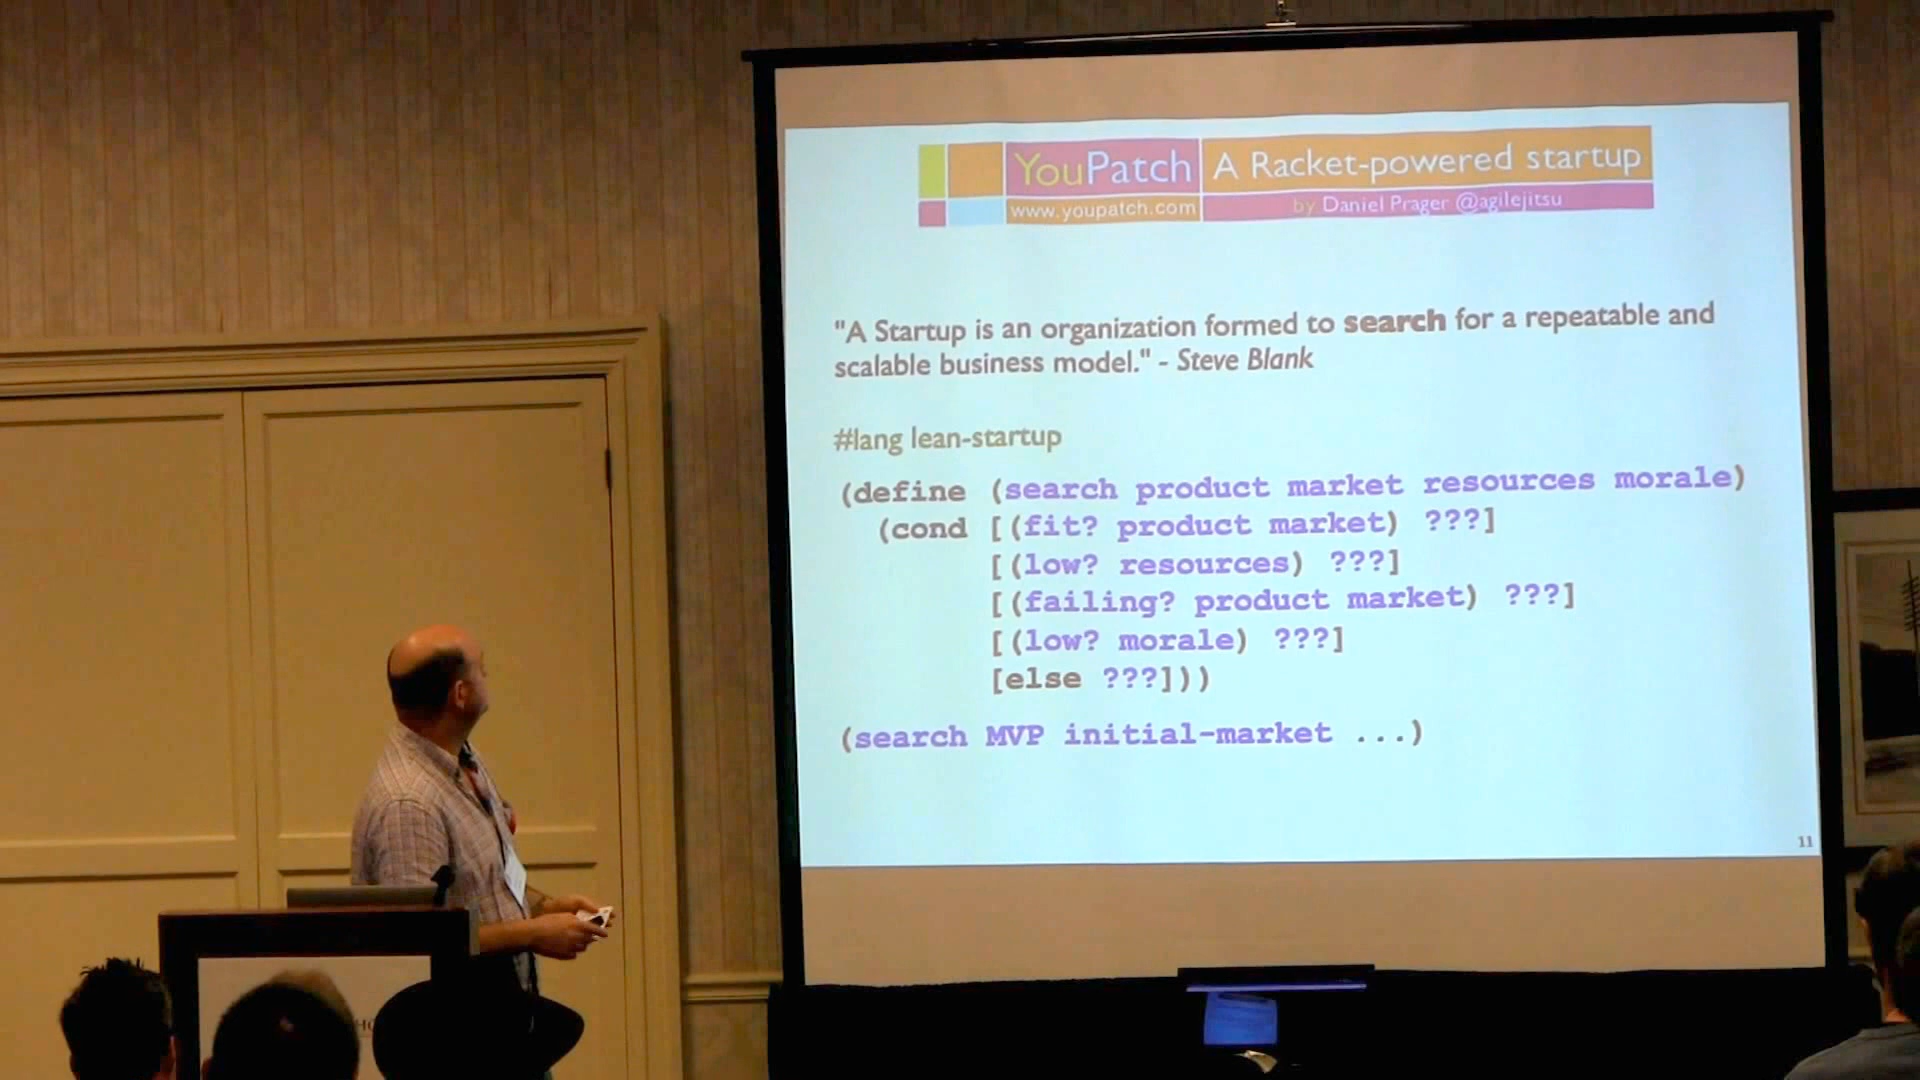 YouPatch A Racket-powered startup
www.youpatch.com by Daniel Prager @agilejitsu
"A Startup is an organization formed to search for a repeatable and
scalable business model." - Steve Blank
#lang lean-startup
(define (search product market resources morale)
(cond [(fit? product market) ???]
[(low? resources) ???]
[(failing? product market) ???]
[(low? morale) ???]
[else ???]))
(search MVP initial-market ...)
11